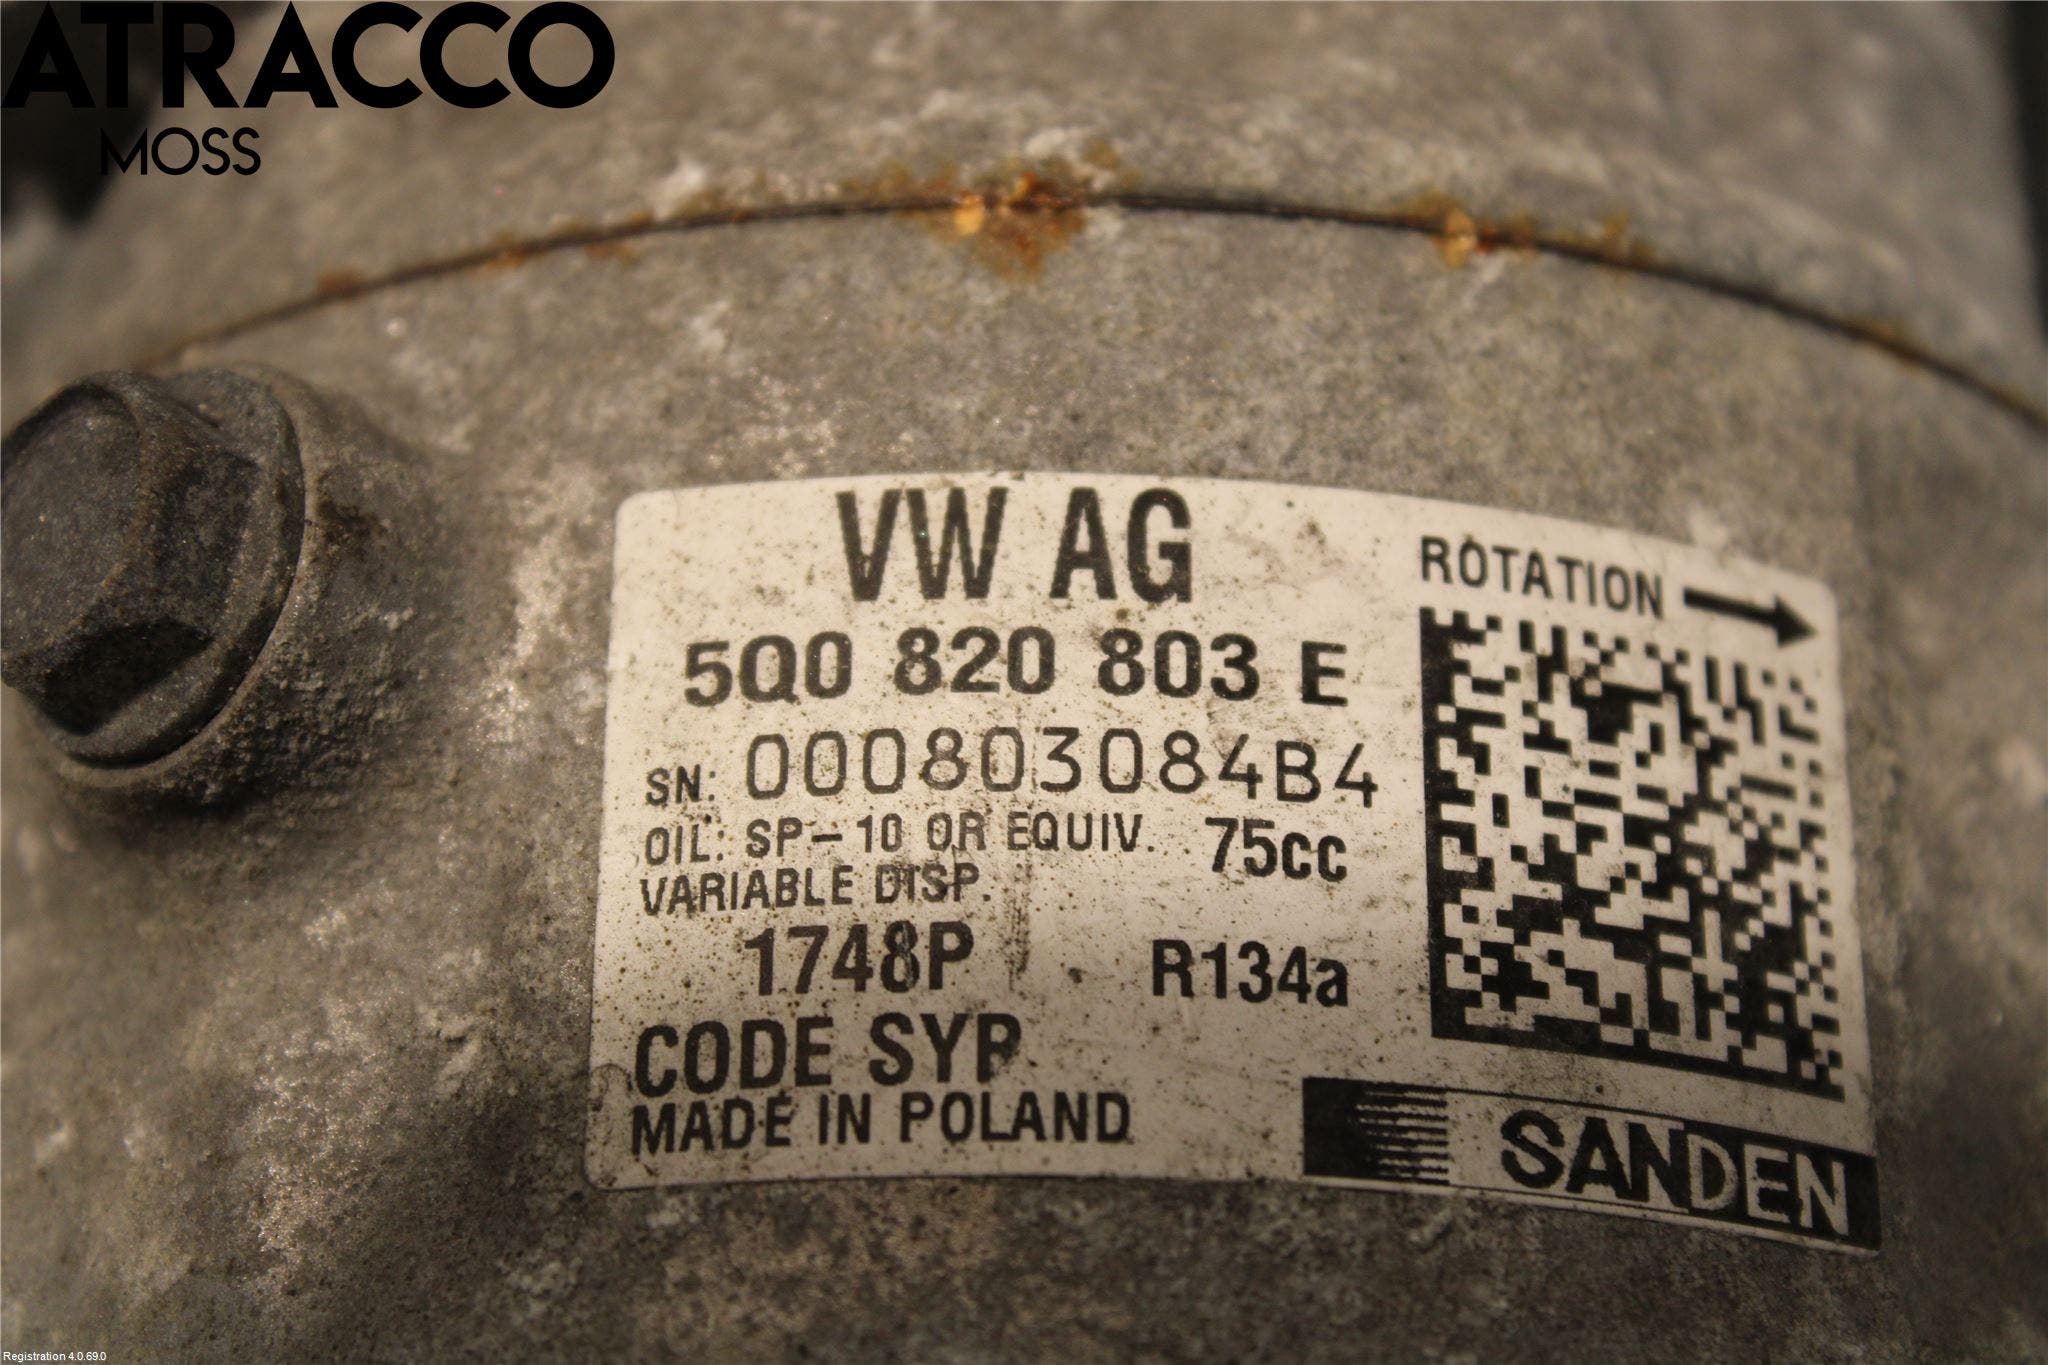 ATRACCO
MOSS
VW AG
ROTATION
5Q0 820 803 E
SN: 000803084B4
OIL: SP-10 OR EQUIV. 75cc
VARIABLE DISP.
1748P R134a
CODE SYP
MADE IN POLAND
SANDEN
Registration 4.0.69.0